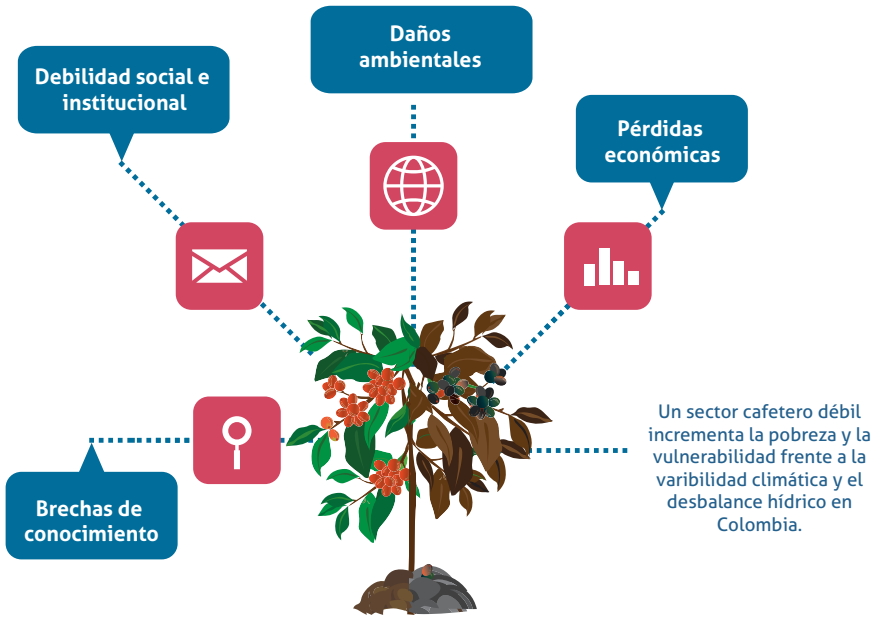 Daños
ambientales
Debilidad social e
institucional
Pérdidas
económicas
Brechas de
conocimiento
Un sector cafetero débil
incrementa la pobreza y la
vulnerabilidad frente a la
varibilidad climática y el
desbalance hídrico en
Colombia.